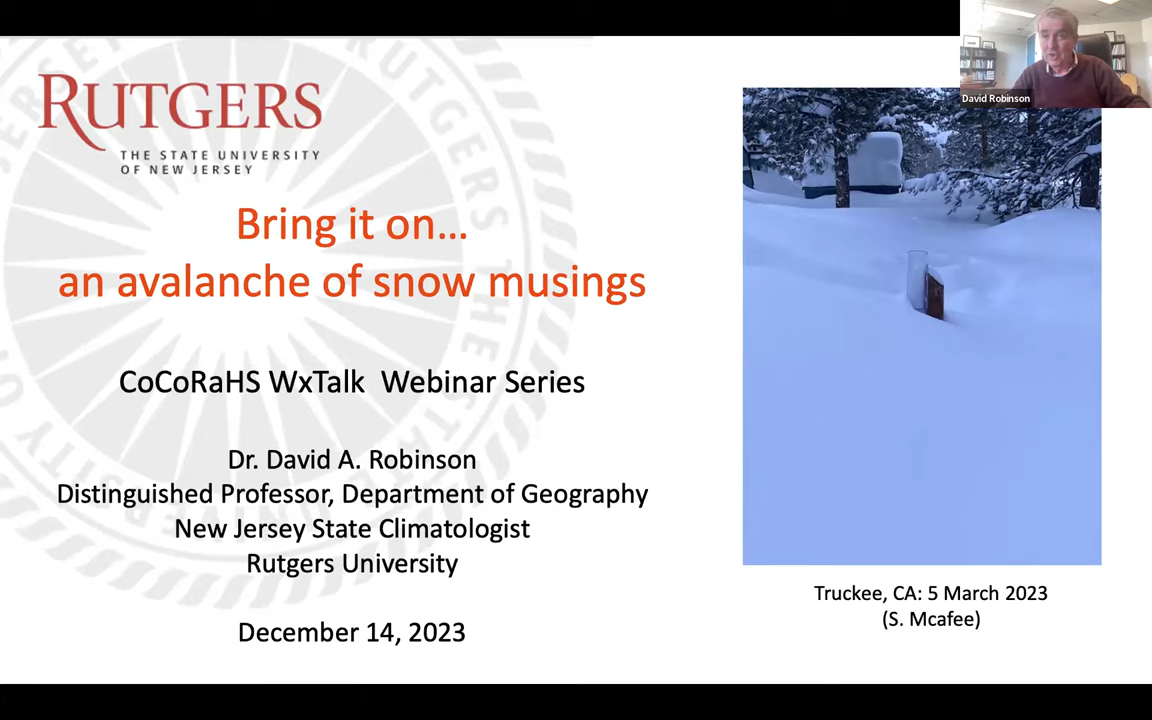 RUTGERS
THE STATE UNIVERSITY
OF NEW JERSEY
Bring it on…
an avalanche of snow musings
CoCoRaHS WxTalk Webinar Series
Dr. David A. Robinson
Distinguished Professor, Department of Geography
New Jersey State Climatologist
Rutgers University
December 14, 2023
David Robinson
Truckee, CA: 5 March 2023
(S. Mcafee)